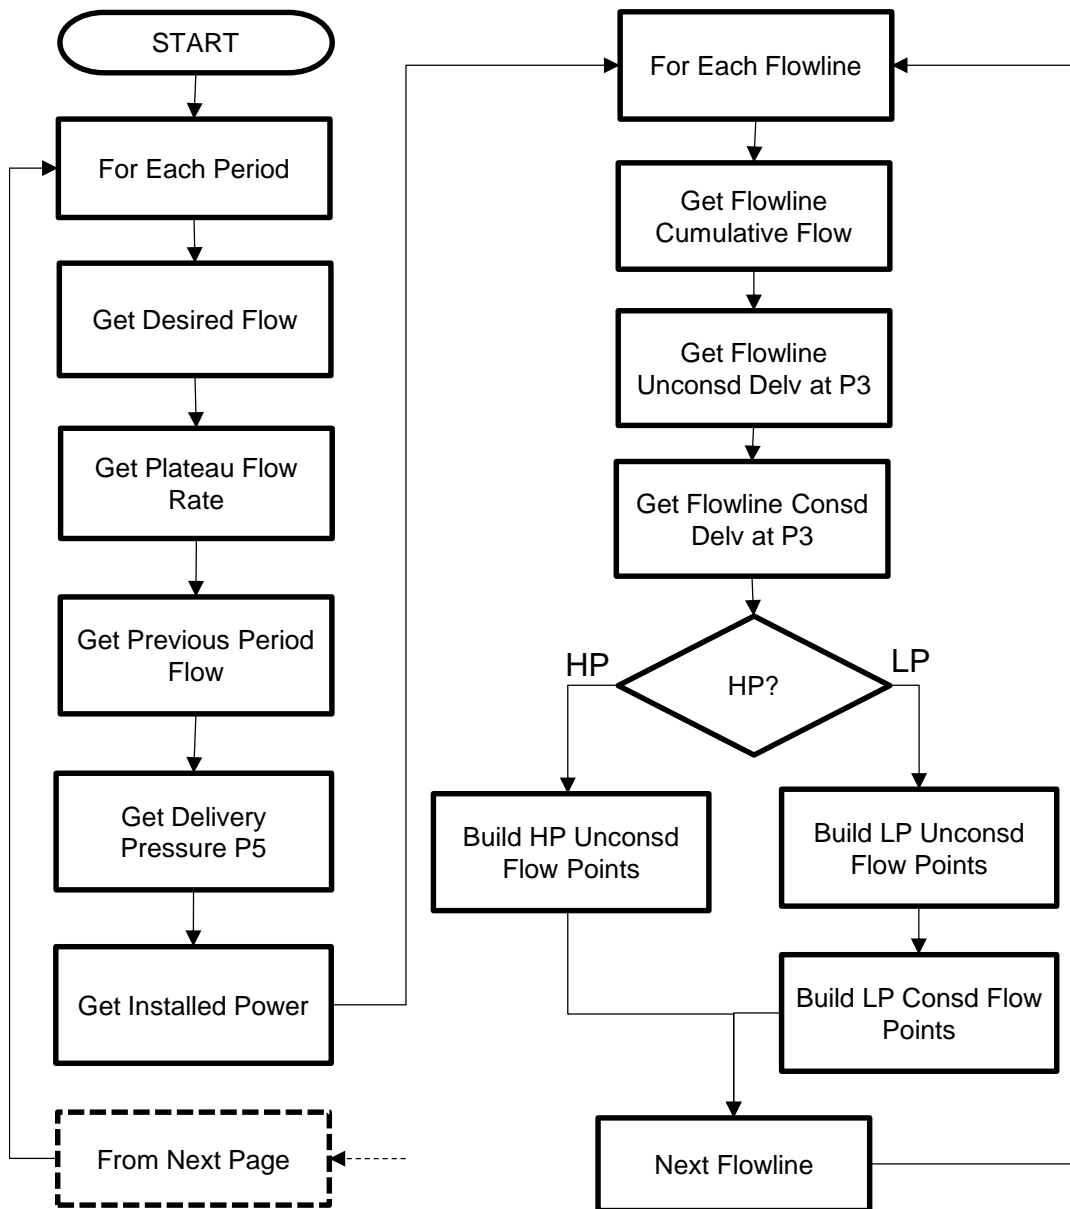 START
For Each Period
Get Desired Flow
Get Plateau Flow
Rate
Get Previous Period
Flow
Get Delivery
Pressure P5
Get Installed Power
From Next Page
For Each Flowline
Get Flowline
Cumulative Flow
Get Flowline
Unconsd Delv at P3
Get Flowline Consd
Delv at P3
HP
HP?
LP
Build HP Unconsd
Flow Points
Build LP Unconsd
Flow Points
Build LP Consd Flow
Points
Next Flowline